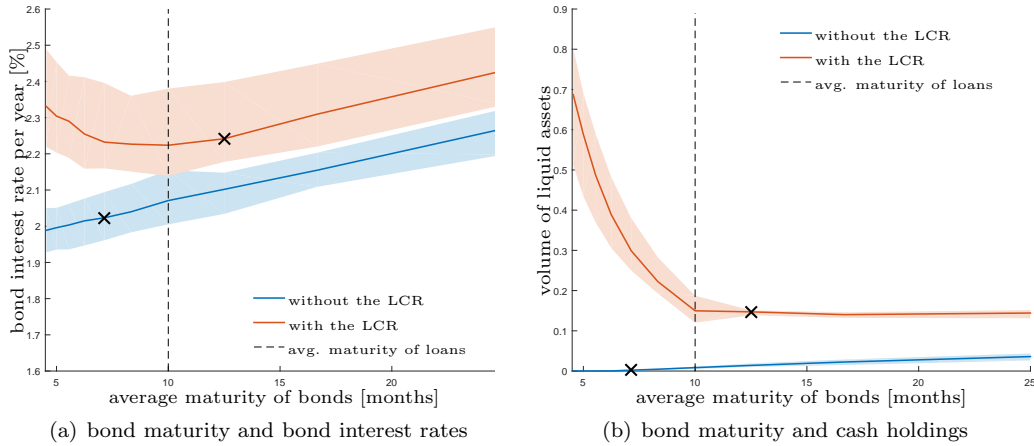 bond interest rate per year [%]
2.6
2.5
2.4
2.3
2.2
2.1
2
1.9
1.8
1.7
1.6
5
10
15
20
without the LCR
with the LCR
avg. maturity of loans
average maturity of bonds [months]
(a) bond maturity and bond interest rates
volume of liquid assets
0.9
0.8
0.7
0.6
0.5
0.4
0.3
0.2
0.1
0
5
10
15
20
25
without the LCR
with the LCR
avg. maturity of loans
average maturity of bonds [months]
(b) bond maturity and cash holdings